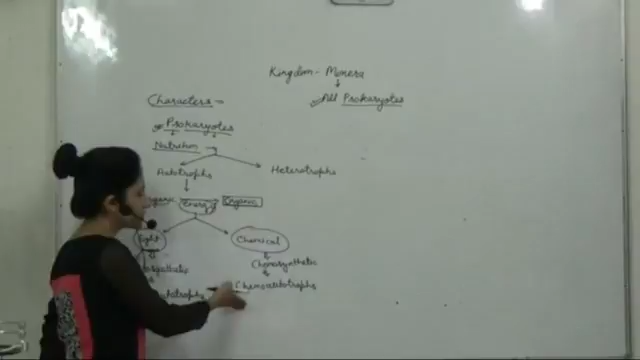 Kingdom - Monera
All Prokaryotes
Characters -
Prokaryotes
Nutrition
Autotrophs
Heterotrophs
Energy Organic
Light
Chemical
Chemosynthetic
Chemoautotrophs